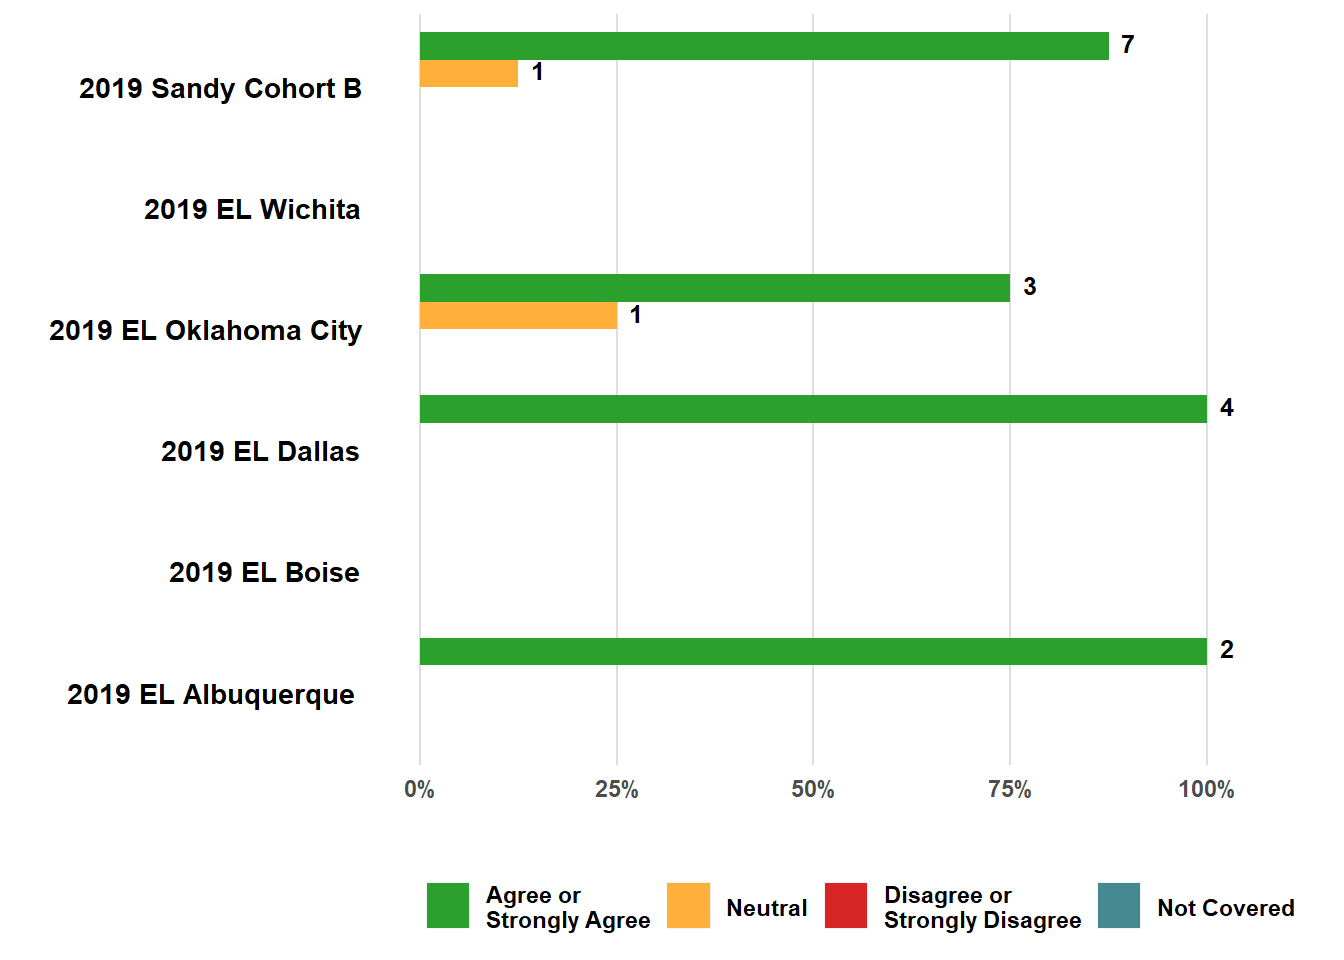 7
1
2019 Sandy Cohort B
2019 EL Wichita
3
1
2019 EL Oklahoma City
4
2019 EL Dallas
2019 EL Boise
2
2019 EL Albuquerque
0% 25% 50% 75% 100%
Agree or
Strongly Agree
Neutral
Disagree or
Strongly Disagree
Not Covered